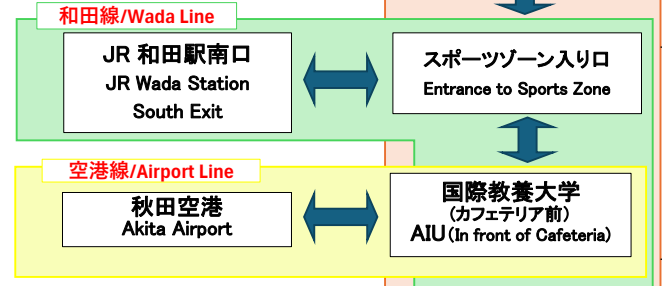 和田線/Wada Line
JR 和田駅南口
JR Wada Station
South Exit
スポーツゾーン入り口
Entrance to Sports Zone
空港線/Airport Line
秋田空港
Akita Airport
国際教養大学
(カフェテリア前)
AIU(In front of Cafeteria)